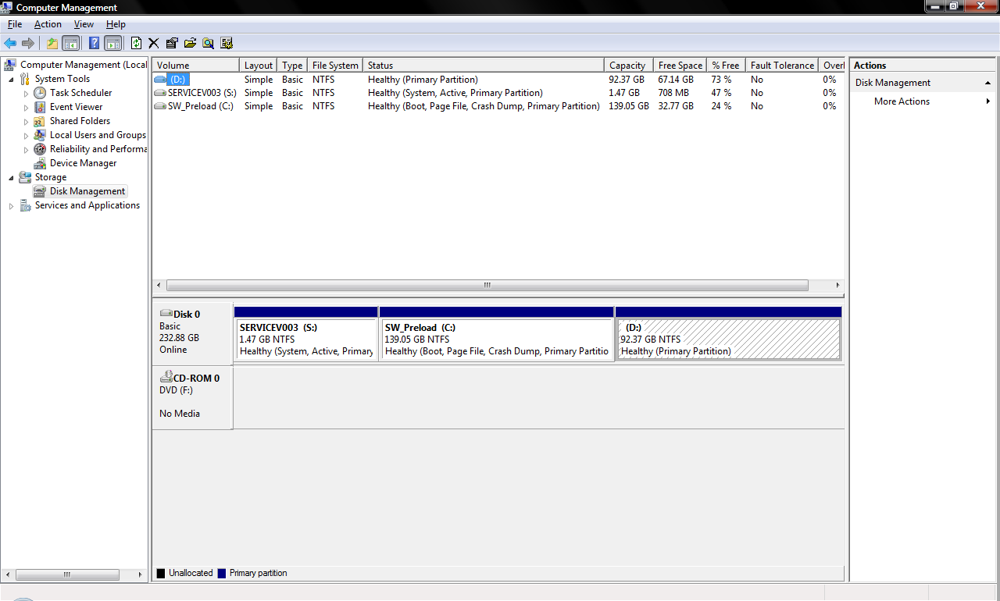 Computer Management
File Action View Help
Computer Management (Local
System Tools
Task Scheduler
Event Viewer
Shared Folders
Local Users and Groups
Reliability and Performa
Device Manager
Storage
Disk Management
Services and Applications
Volume Layout Type File System Status Capacity Free Space % Free Fault Tolerance Overl
(D:) Simple Basic NTFS Healthy (Primary Partition) 92.37 GB 67.14 GB 73 % No 0%
SERVICEV003 (S:) Simple Basic NTFS Healthy (System, Active, Primary Partition) 1.47 GB 708 MB 47 % No 0%
SW_Preload (C:) Simple Basic NTFS Healthy (Boot, Page File, Crash Dump, Primary Partition) 139.05 GB 32.77 GB 24 % No 0%
Disk 0
Basic
232.88 GB
Online
SERVICEV003 (S:)
1.47 GB NTFS
Healthy (System, Active, Primary
SW_Preload (C:)
139.05 GB NTFS
Healthy (Boot, Page File, Crash Dump, Primary Partitio
(D:)
92.37 GB NTFS
Healthy (Primary Partition)
CD-ROM 0
DVD (F:)
No Media
Unallocated Primary partition
Actions
Disk Management
More Actions